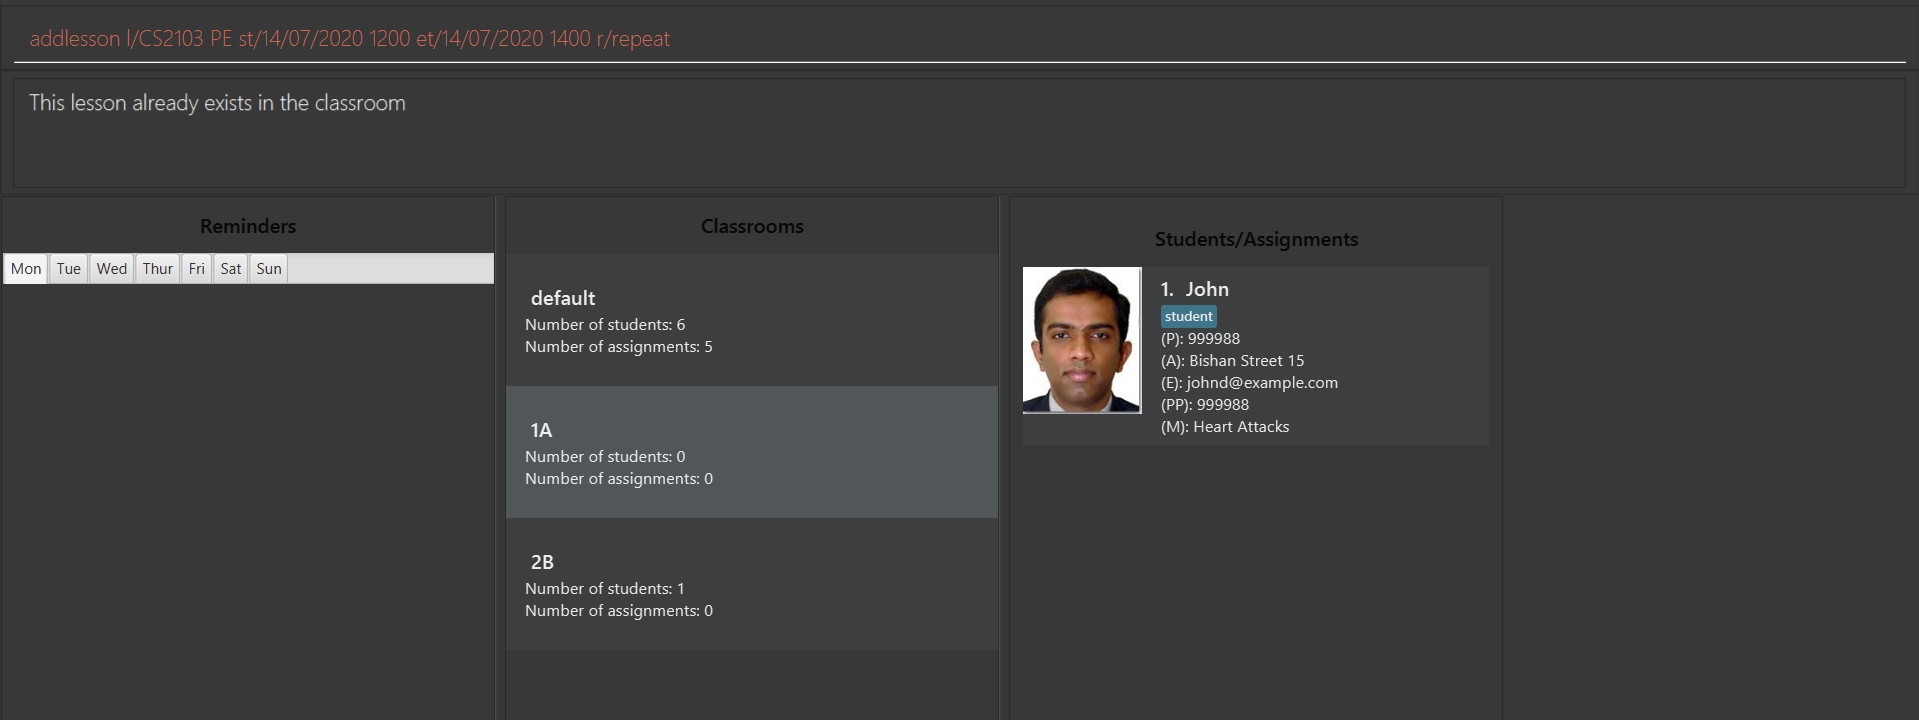 addlesson l/CS2103 PE st/14/07/2020 1200 et/14/07/2020 1400 r/repeat
This lesson already exists in the classroom
Reminders
Mon Tue Wed Thur Fri Sat Sun
Classrooms
default
Number of students: 6
Number of assignments: 5
1A
Number of students: 0
Number of assignments: 0
2B
Number of students: 1
Number of assignments: 0
Students/Assignments
1. John
student
(P): 999988
(A): Bishan Street 15
(E): johnd@example.com
(PP): 999988
(M): Heart Attacks